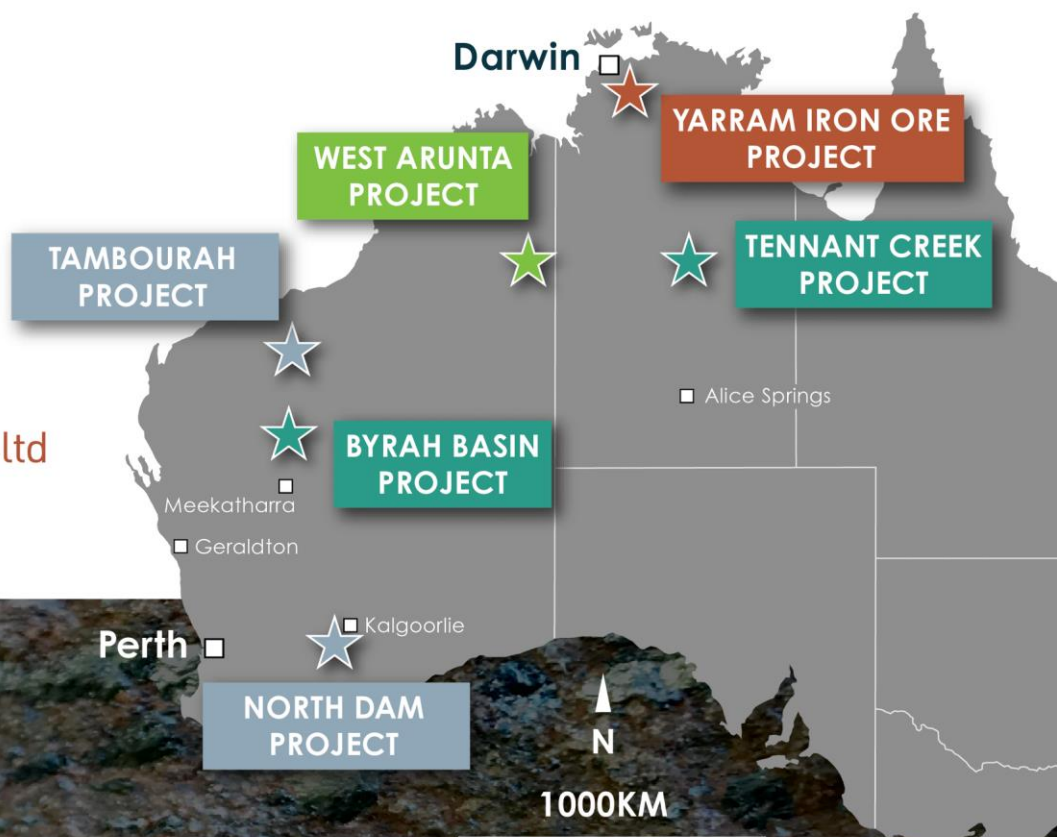 Darwin
YARRAM IRON ORE
PROJECT
WEST ARUNTA
PROJECT
TAMBOURAH
PROJECT
TENNANT CREEK
PROJECT
Alice Springs
ltd
BYRAH BASIN
PROJECT
Meekatharra
Geraldton
Kalgoorlie
Perth
NORTH DAM
PROJECT
N
1000KM